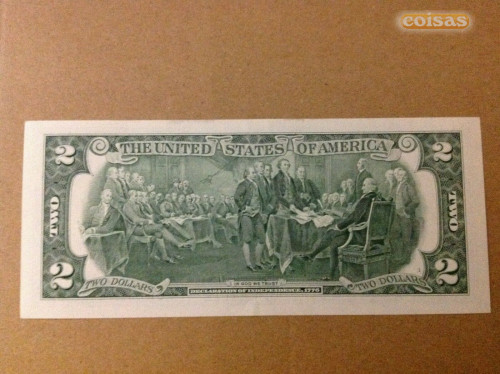 eoisas
THE UNITED STATES OF AMERICA
2
2
TWO
TWO
2
2
TWO DOLLARS
IN GOD WE TRUST
TWO DOLLARS
DECLARATION OF INDEPENDENCE, 1776